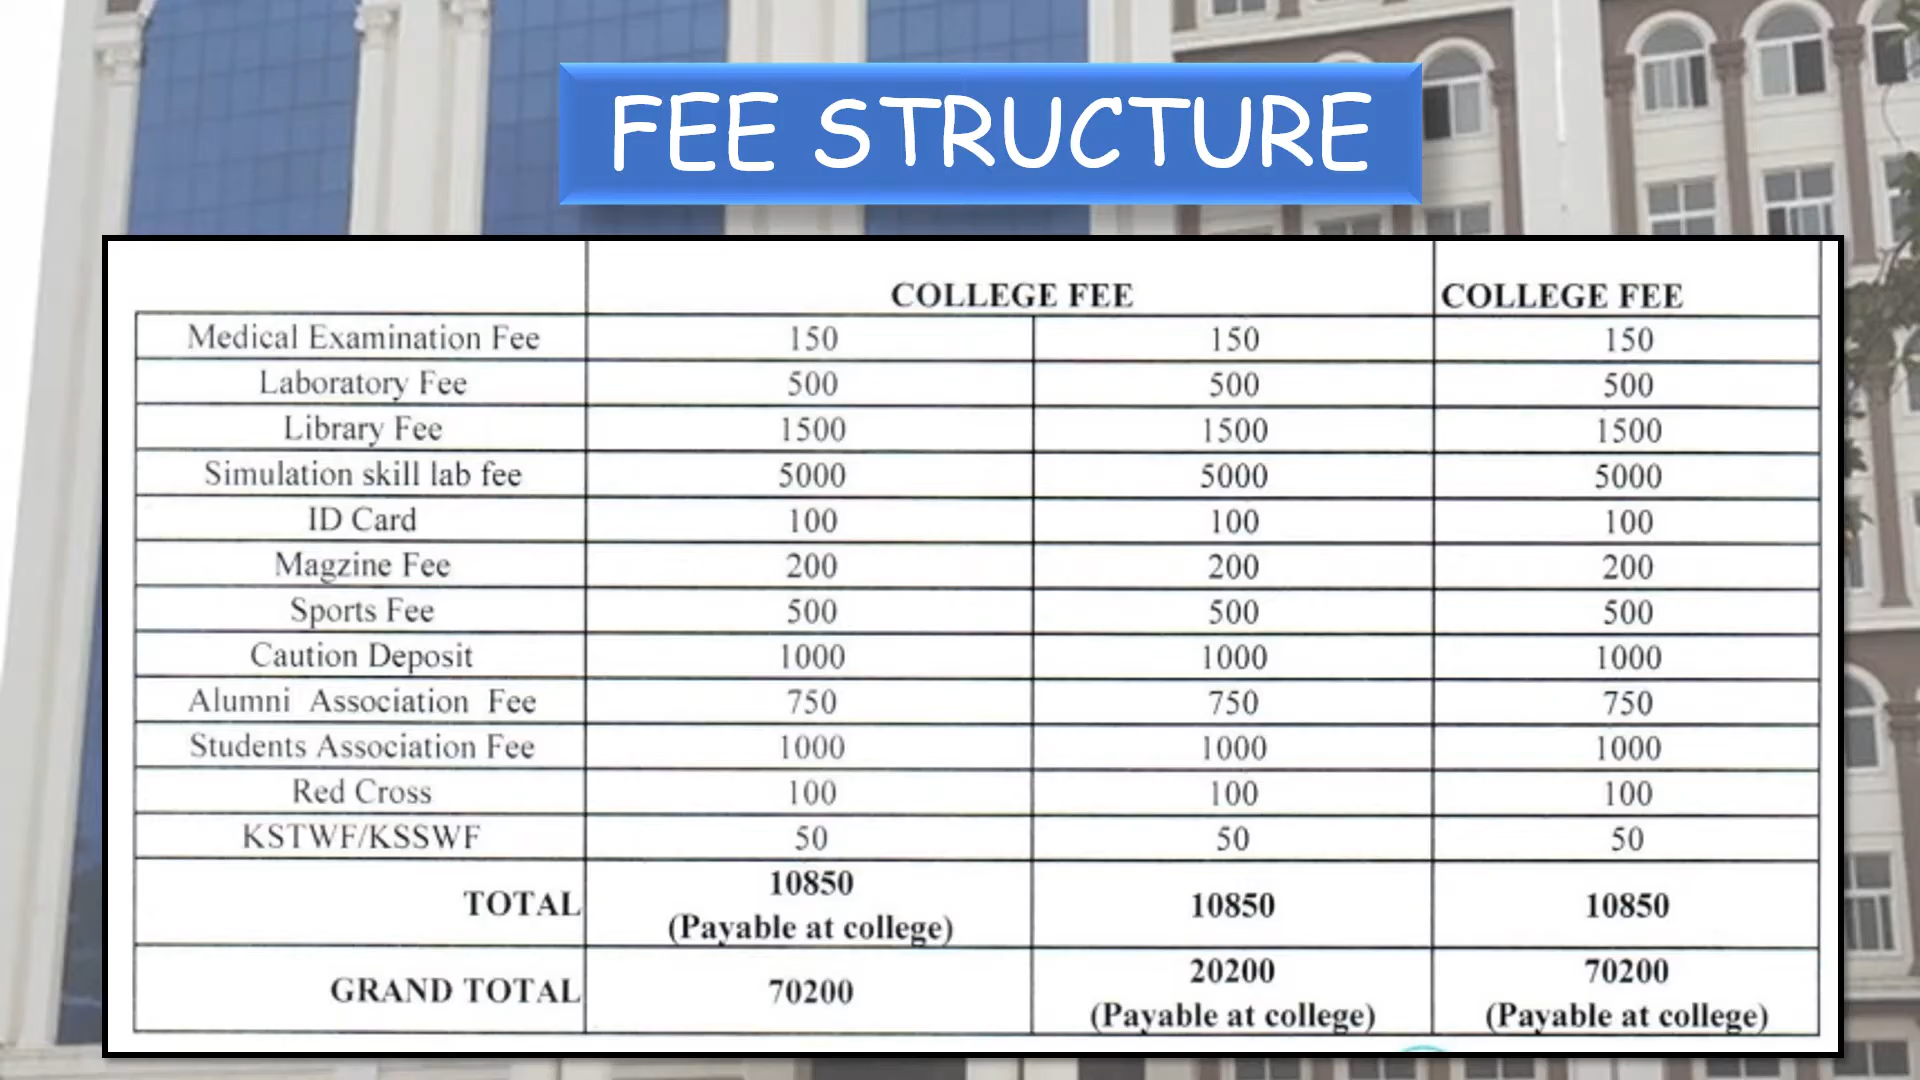 FEE STRUCTURE
COLLEGE FEE COLLEGE FEE
Medical Examination Fee 150 150 150
Laboratory Fee 500 500 500
Library Fee 1500 1500 1500
Simulation skill lab fee 5000 5000 5000
ID Card 100 100 100
Magzine Fee 200 200 200
Sports Fee 500 500 500
Caution Deposit 1000 1000 1000
Alumni Association Fee 750 750 750
Students Association Fee 1000 1000 1000
Red Cross 100 100 100
KSTWF/KSSWF 50 50 50
TOTAL 10850 (Payable at college) 10850 10850
GRAND TOTAL 70200 20200 (Payable at college) 70200 (Payable at college)